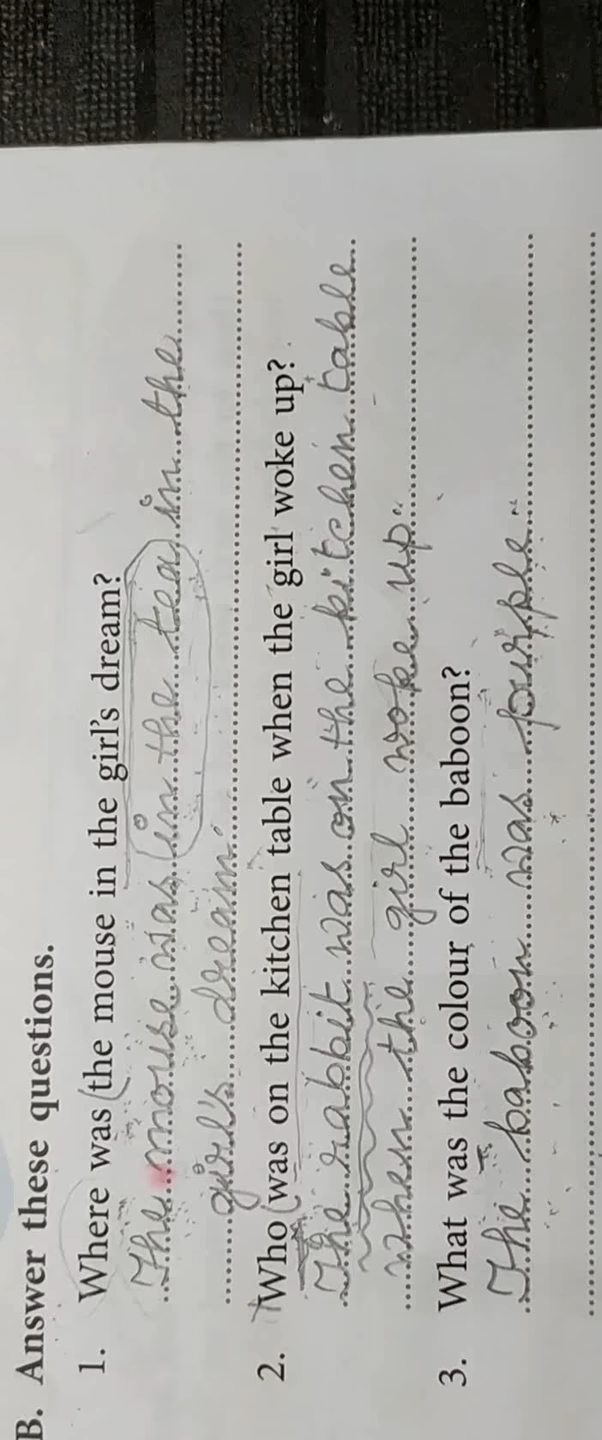 B. Answer these questions.
1. Where was the mouse in the girl's dream?
The mouse was in the tea in the
girl's dream.
2. Who was on the kitchen table when the girl woke up?
The rabbit was on the kitchen table
when the girl woke up.
3. What was the colour of the baboon?
The baboon was purple.